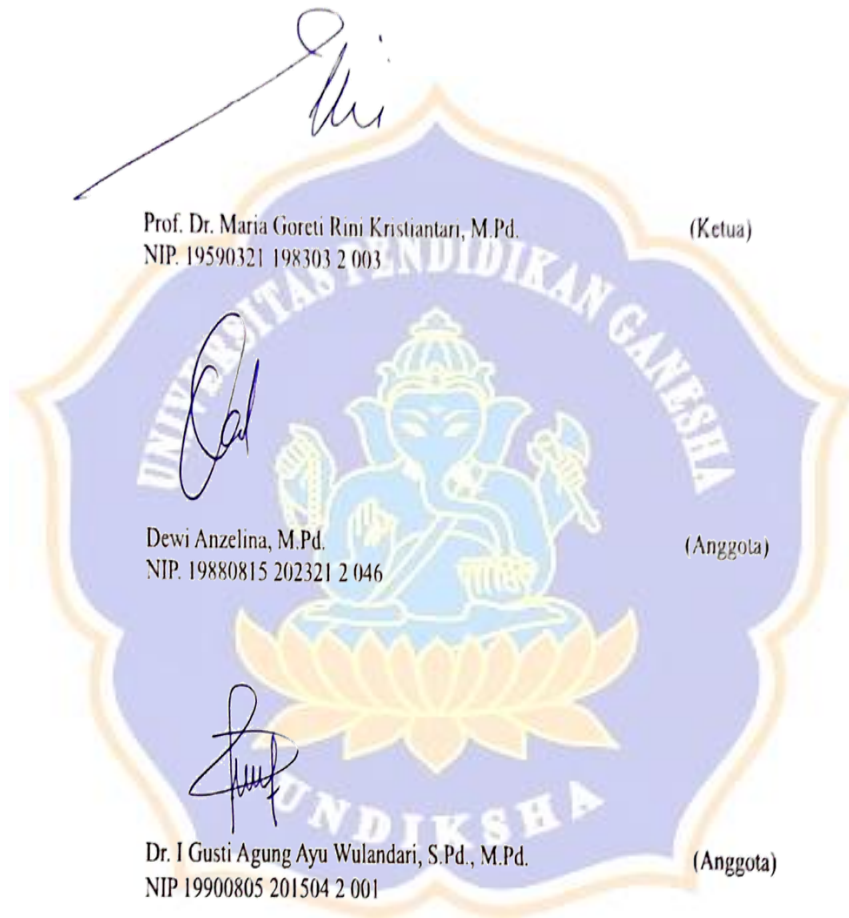 Prof. Dr. Maria Goreti Rini Kristiantari, M.Pd. (Ketua)
NIP. 19590321 198303 2 003
UNIVERSITAS PENDIDIKAN GANESHA
Dewi Anzelina, M.Pd. (Anggota)
NIP. 19880815 202321 2 046
UNDIKSHA
Dr. I Gusti Agung Ayu Wulandari, S.Pd., M.Pd. (Anggota)
NIP 19900805 201504 2 001